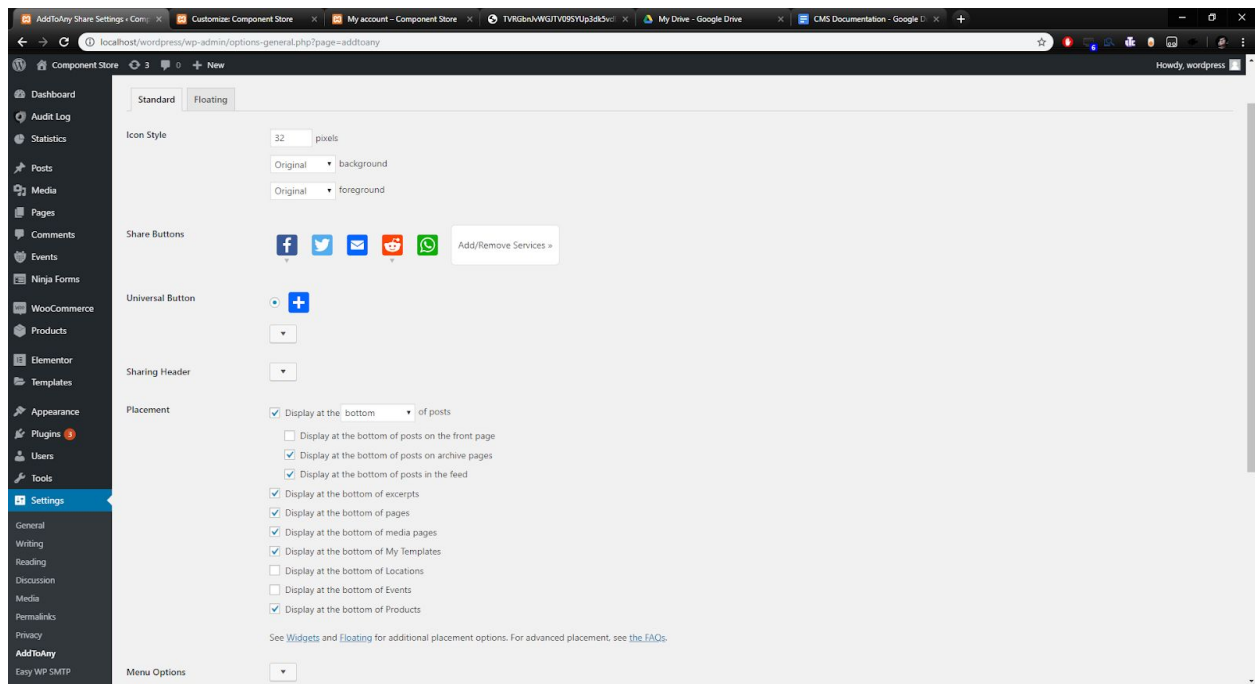 AddToAny Share Settings ‹ Comp
Customize: Component Store
My account – Component Store
My Drive - Google Drive
CMS Documentation - Google D
localhost/wordpress/wp-admin/options-general.php?page=addtoany
6
Component Store 3 0 New
Howdy, wordpress
Dashboard
Audit Log
Statistics
Posts
Media
Pages
Comments
Events
Ninja Forms
WooCommerce
Products
Elementor
Templates
Appearance
Plugins 3
Users
Tools
Settings
General
Writing
Reading
Discussion
Media
Permalinks
Privacy
AddToAny
Easy WP SMTP
Standard Floating
Icon Style
32 pixels
Original background
Original foreground
Share Buttons
Add/Remove Services »
Universal Button
Sharing Header
Placement
Display at the bottom of posts
Display at the bottom of posts on the front page
Display at the bottom of posts on archive pages
Display at the bottom of posts in the feed
Display at the bottom of excerpts
Display at the bottom of pages
Display at the bottom of media pages
Display at the bottom of My Templates
Display at the bottom of Locations
Display at the bottom of Events
Display at the bottom of Products
See Widgets and Floating for additional placement options. For advanced placement, see the FAQs.
Menu Options